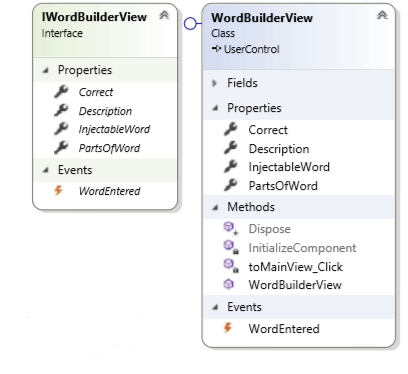 IWordBuilderView
Interface
Properties
Correct
Description
InjectableWord
PartsOfWord
Events
WordEntered
WordBuilderView
Class
UserControl
Fields
Properties
Correct
Description
InjectableWord
PartsOfWord
Methods
Dispose
InitializeComponent
toMainView_Click
WordBuilderView
Events
WordEntered